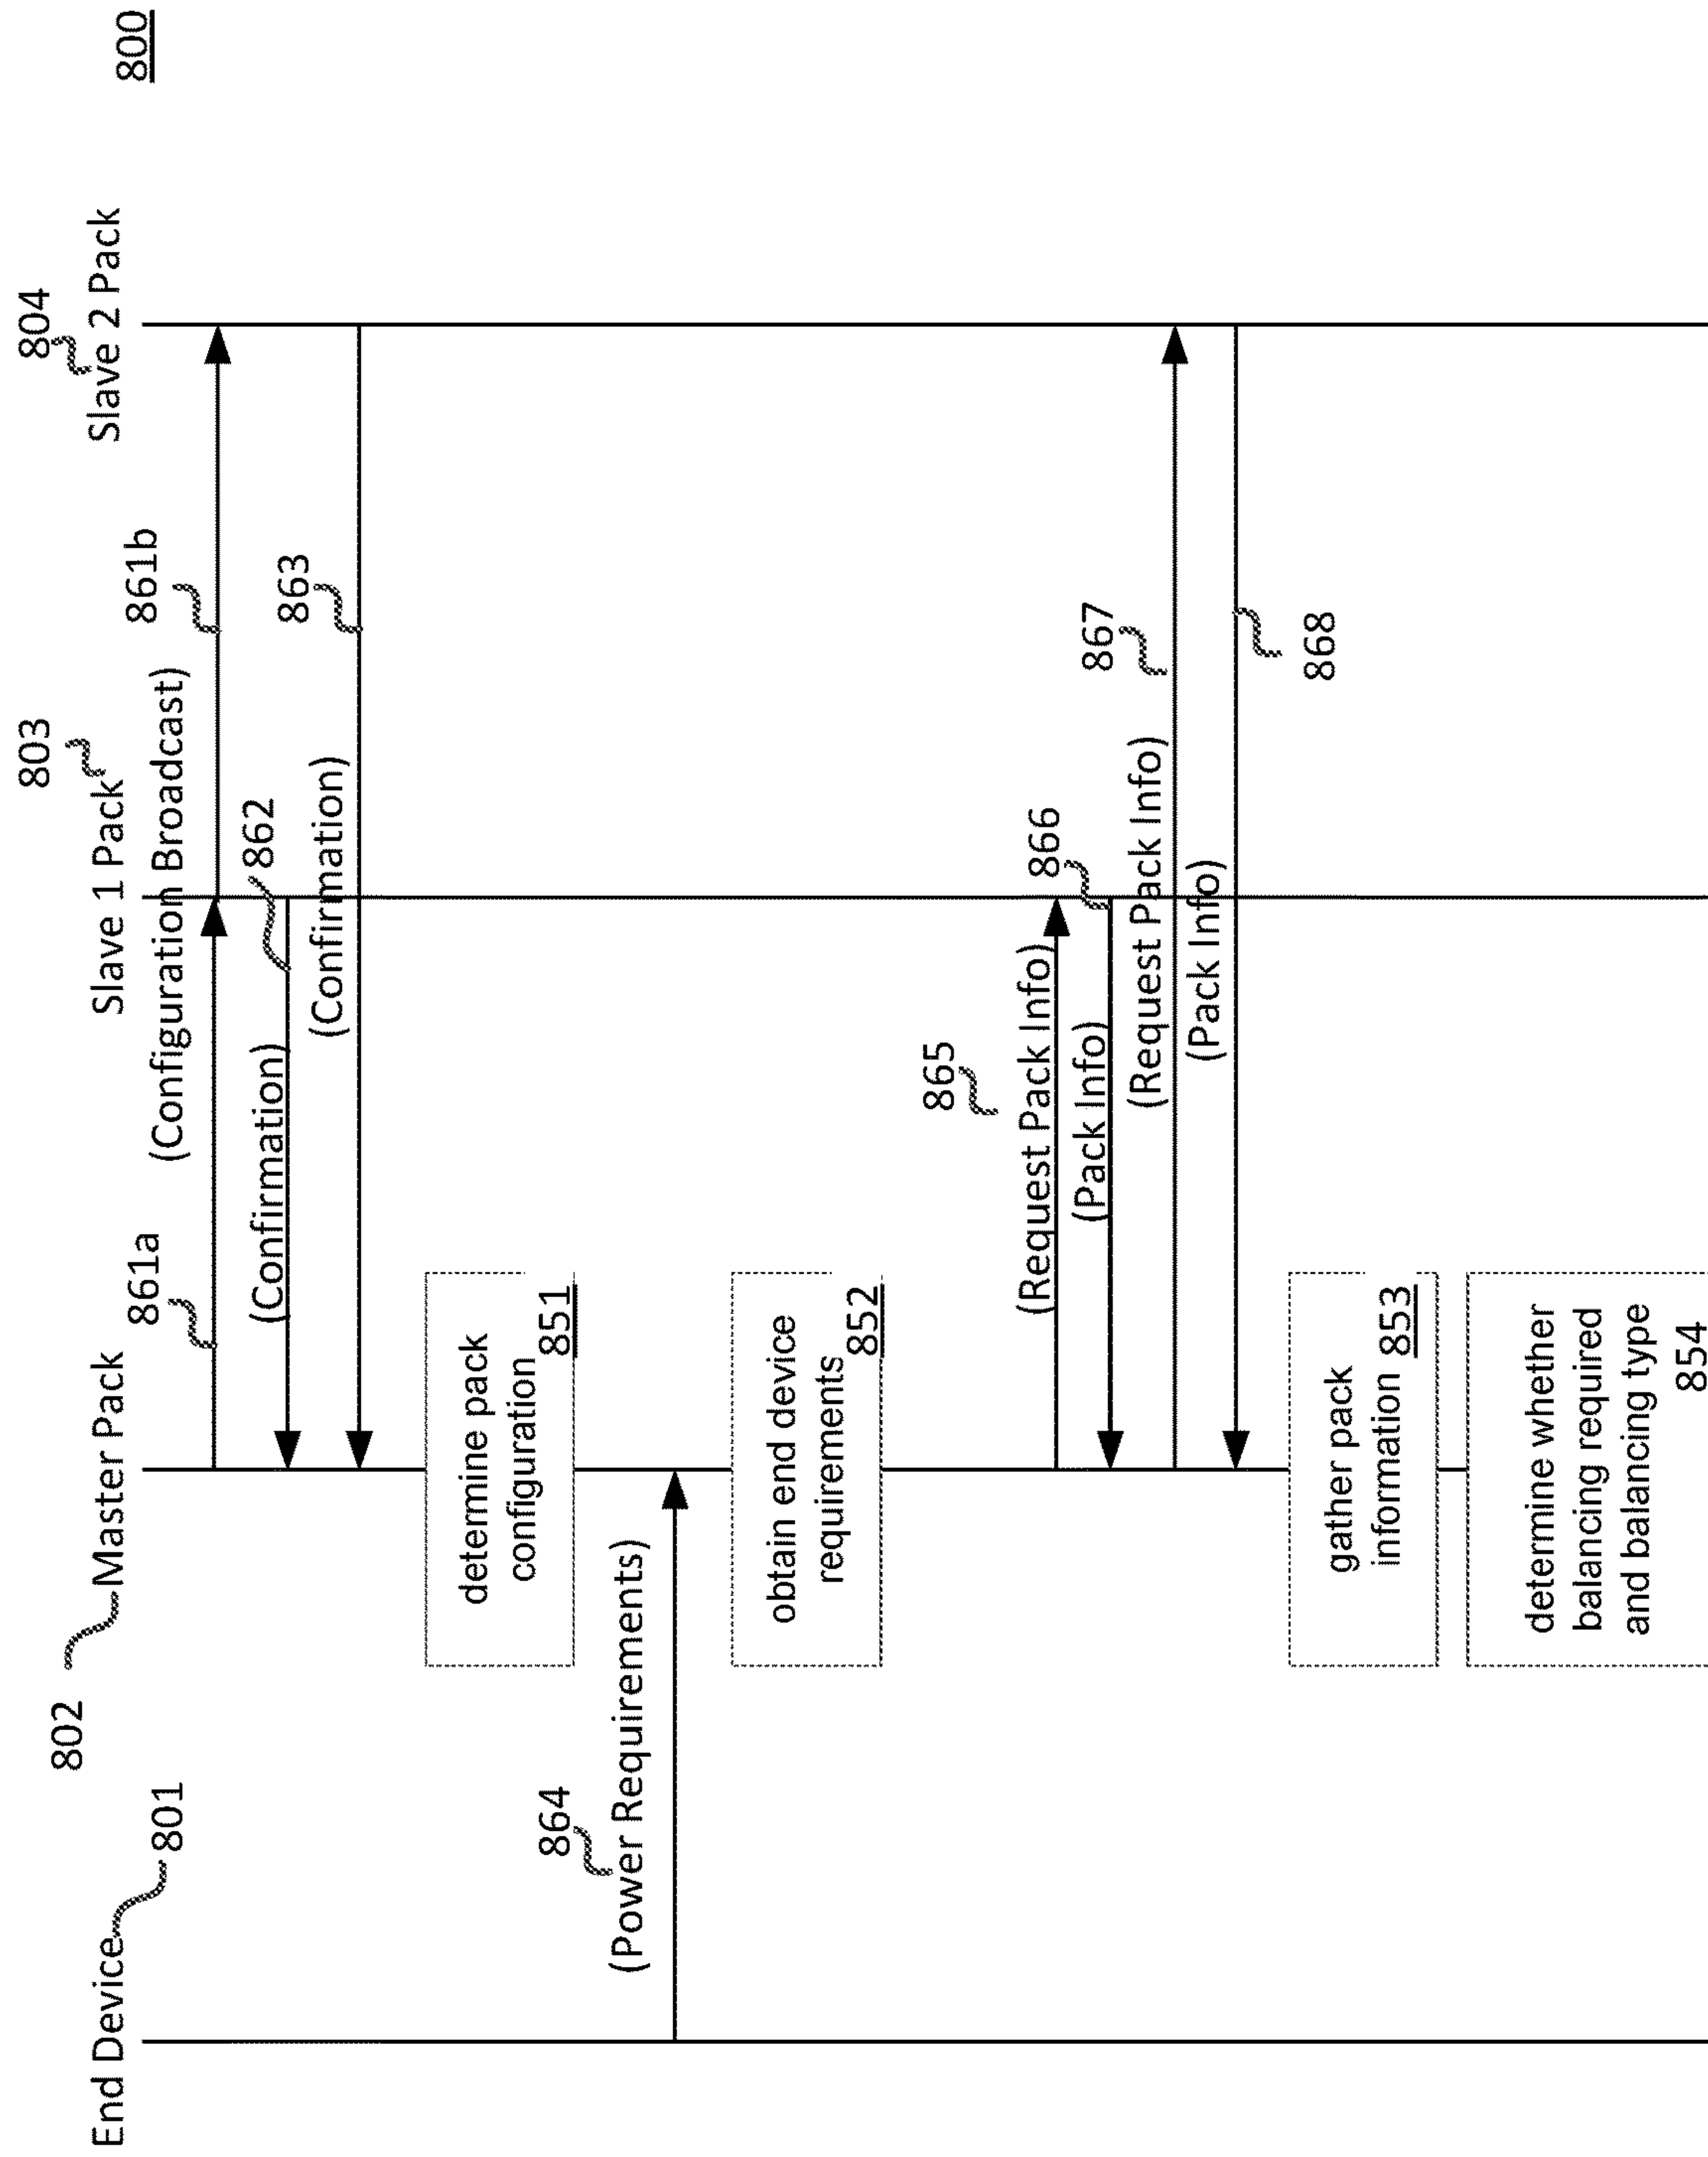 800
801
802
803
804
End Device
Master Pack
Slave 1 Pack
Slave 2 Pack
861a
(Configuration Broadcast)
861b
(Confirmation)
862
(Confirmation)
863
determine pack
configuration
851
864
(Power Requirements)
obtain end device
requirements
852
865
(Request Pack Info)
866
(Pack Info)
867
(Request Pack Info)
(Pack Info)
868
gather pack
information 853
determine whether
balancing required
and balancing type
854